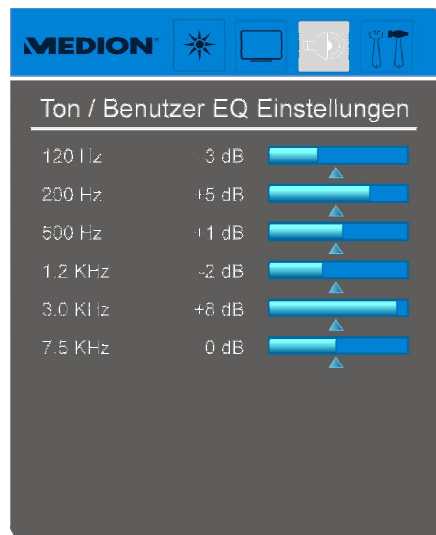 MEDION
Ton / Benutzer EQ Einstellungen
120 Hz -3 dB
200 Hz +5 dB
500 Hz +1 dB
1.2 KHz -2 dB
3.0 KHz +8 dB
7.5 KHz 0 dB